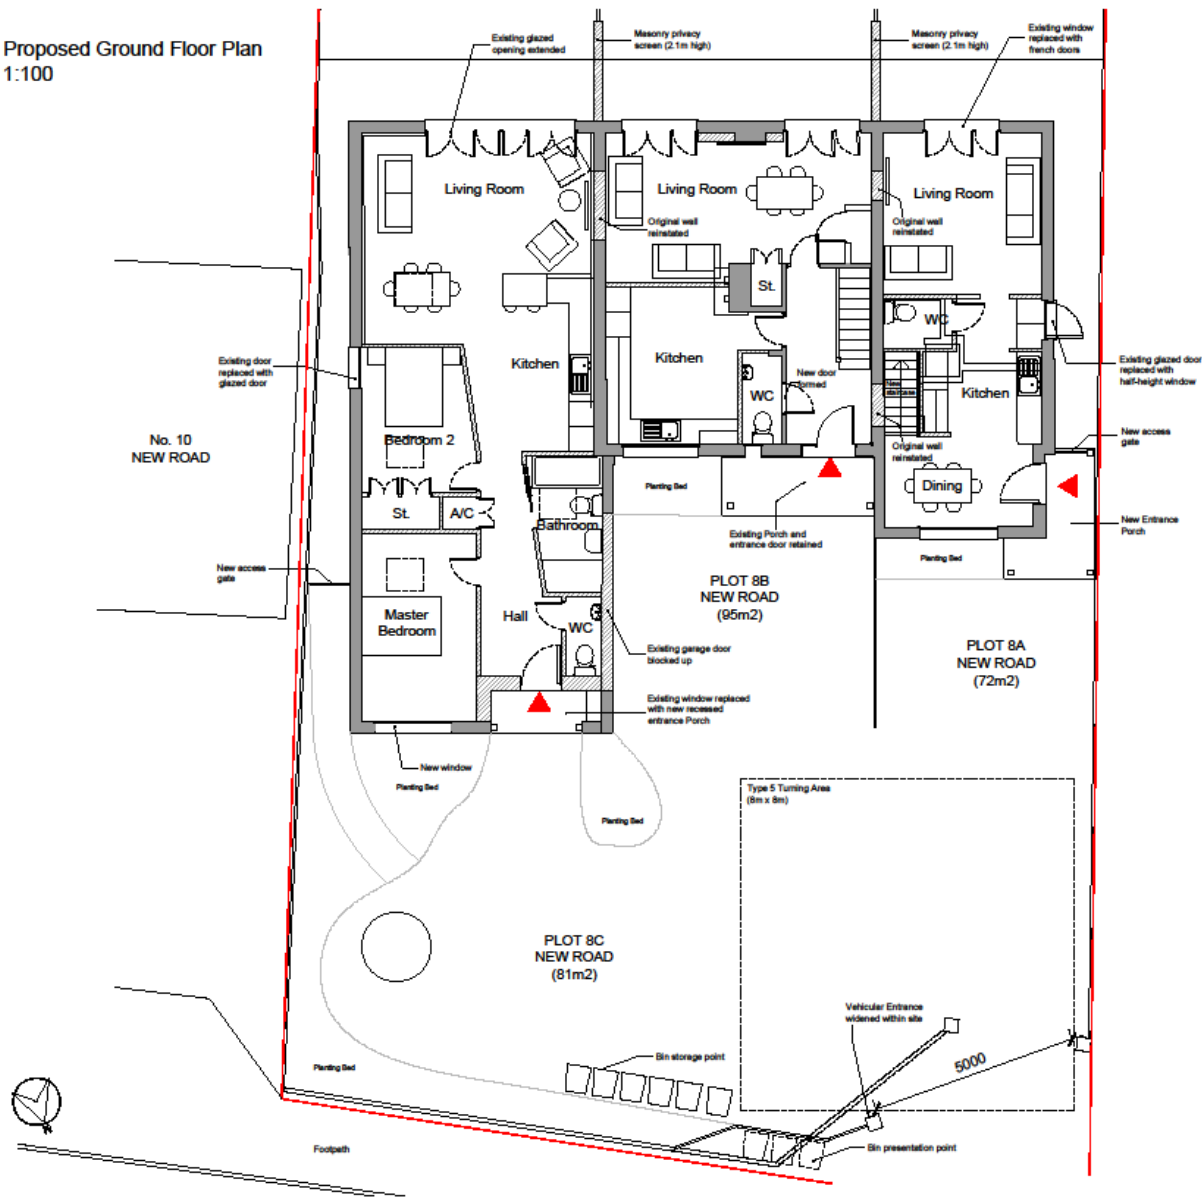 Proposed Ground Floor Plan
1:100
Existing glazed
opening extended
Masonry privacy
screen (2.1m high)
Masonry privacy
screen (2.1m high)
Existing window
replaced with
french doors
Living Room
Living Room
Living Room
Original wall
reinstated
Original wall
reinstated
St.
WC
Kitchen
Kitchen
Kitchen
WC
New door
formed
New
staircase
Existing door
replaced with
glazed door
Existing glazed door
replaced with
half-height window
No. 10
NEW ROAD
Bedroom 2
Original wall
reinstated
New access
gate
Planting Bed
Dining
St.
A/C
Bathroom
Existing Porch and
entrance door retained
New Entrance
Porch
Planting Bed
New access
gate
PLOT 8B
NEW ROAD
(95m2)
Master
Bedroom
Hall
WC
Existing garage door
blocked up
PLOT 8A
NEW ROAD
(72m2)
Existing window replaced
with new recessed
entrance Porch
New window
Planting Bed
Planting Bed
Type 5 Turning Area
(8m x 8m)
PLOT 8C
NEW ROAD
(81m2)
Vehicular Entrance
widened within site
5000
Bin storage point
Planting Bed
Footpath
Bin presentation point
N